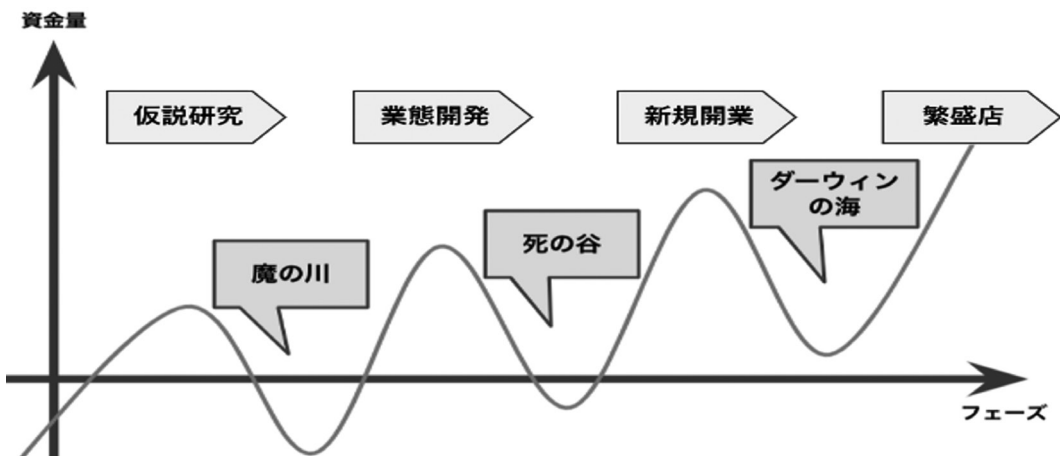 資金量
仮説研究
業態開発
新規開業
繁盛店
ダーウィン
の海
死の谷
魔の川
フェーズ